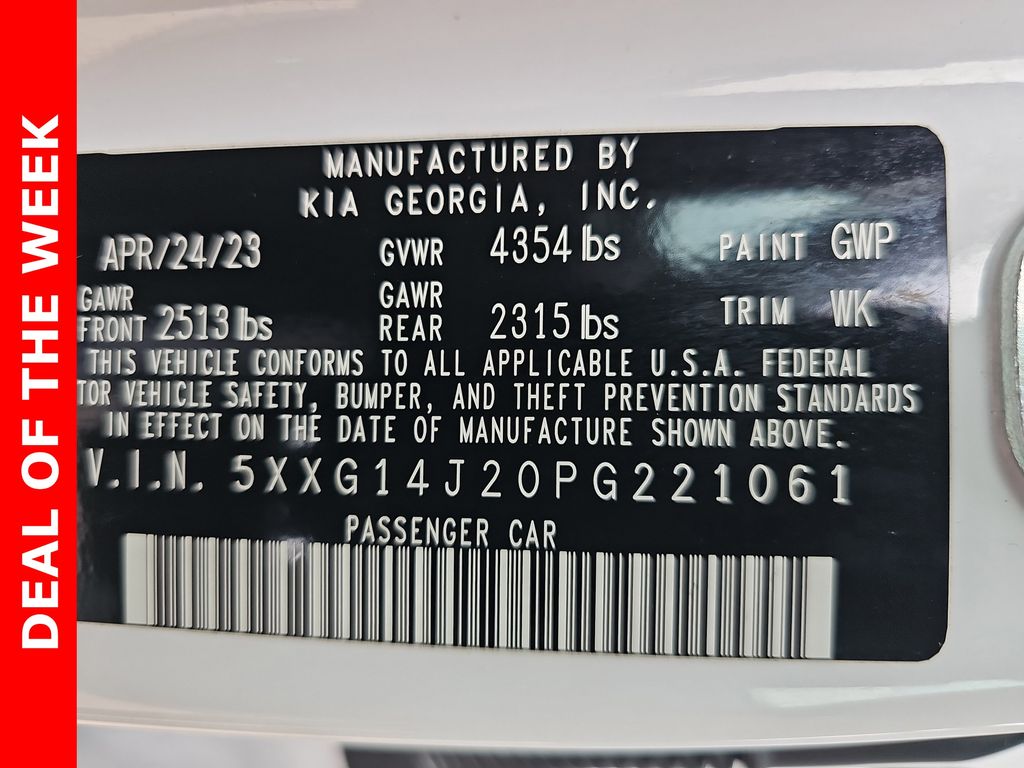 DEAL OF THE WEEK
MANUFACTURED BY
KIA GEORGIA, INC.
APR/24/23 GVWR 4354 lbs PAINT GWP
GAWR FRONT 2513 lbs GAWR REAR 2315 lbs TRIM WK
THIS VEHICLE CONFORMS TO ALL APPLICABLE U.S.A. FEDERAL
TOR VEHICLE SAFETY, BUMPER, AND THEFT PREVENTION STANDARDS
IN EFFECT ON THE DATE OF MANUFACTURE SHOWN ABOVE.
V.I.N. 5XXG14J20PG221061
PASSENGER CAR